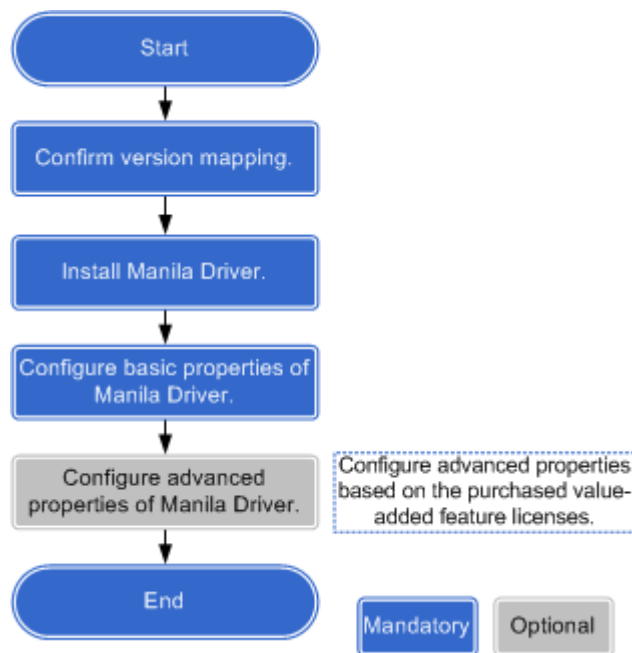 Start
Confirm version mapping.
Install Manila Driver.
Configure basic properties of
Manila Driver.
Configure advanced
properties of Manila Driver.
Configure advanced properties
based on the purchased value-
added feature licenses.
End
Mandatory
Optional